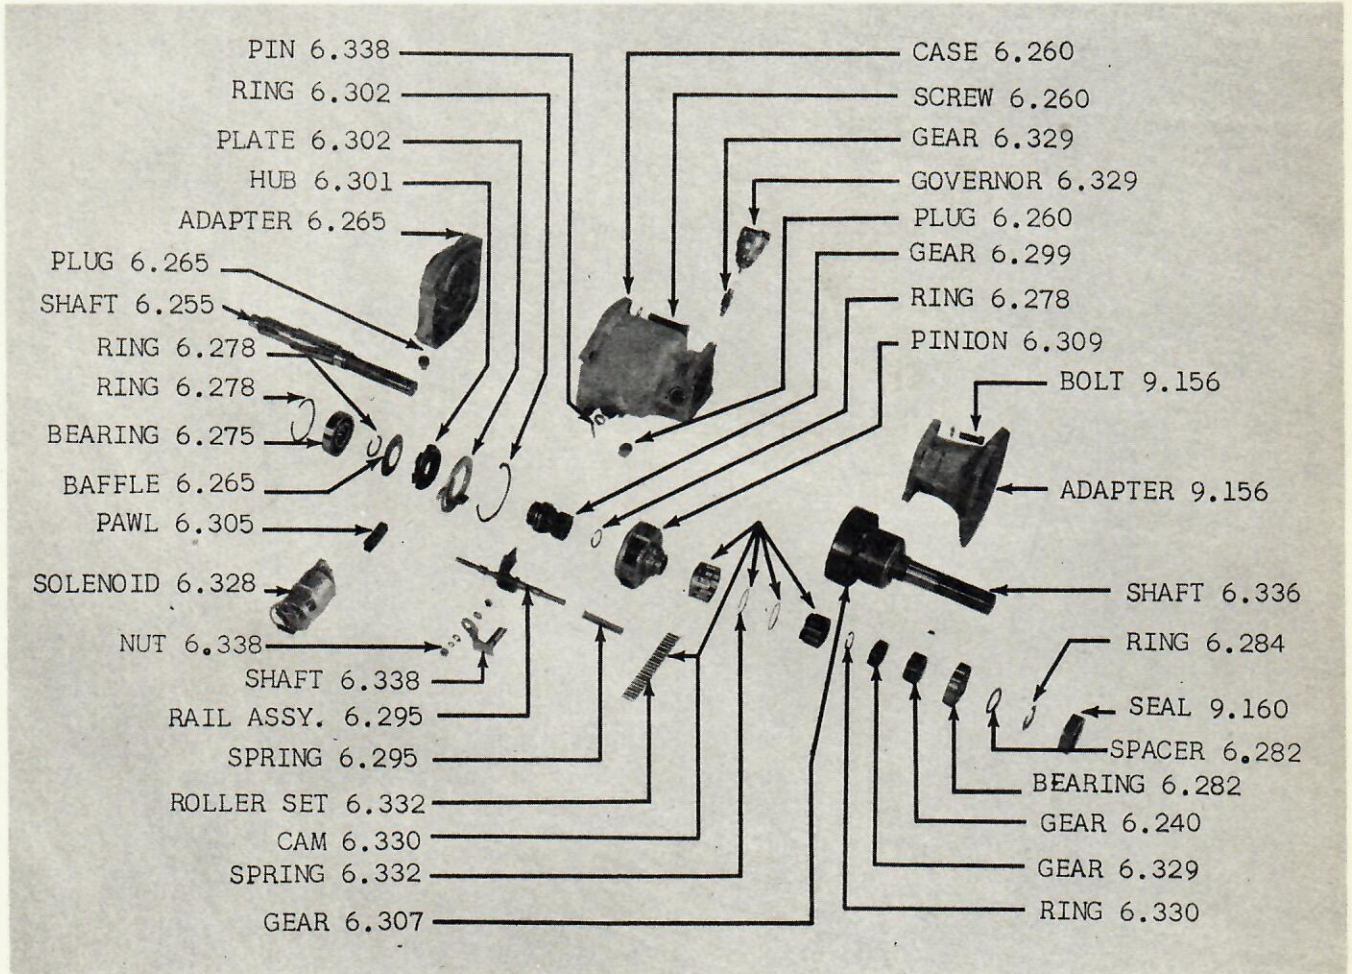 PIN 6.338
RING 6.302
PLATE 6.302
HUB 6.301
ADAPTER 6.265
PLUG 6.265
SHAFT 6.255
RING 6.278
RING 6.278
BEARING 6.275
BAFFLE 6.265
PAWL 6.305
SOLENOID 6.328
NUT 6.338
SHAFT 6.338
RAIL ASSY. 6.295
SPRING 6.295
ROLLER SET 6.332
CAM 6.330
SPRING 6.332
GEAR 6.307
CASE 6.260
SCREW 6.260
GEAR 6.329
GOVERNOR 6.329
PLUG 6.260
GEAR 6.299
RING 6.278
PINION 6.309
BOLT 9.156
ADAPTER 9.156
SHAFT 6.336
RING 6.284
SEAL 9.160
SPACER 6.282
BEARING 6.282
GEAR 6.240
GEAR 6.329
RING 6.330